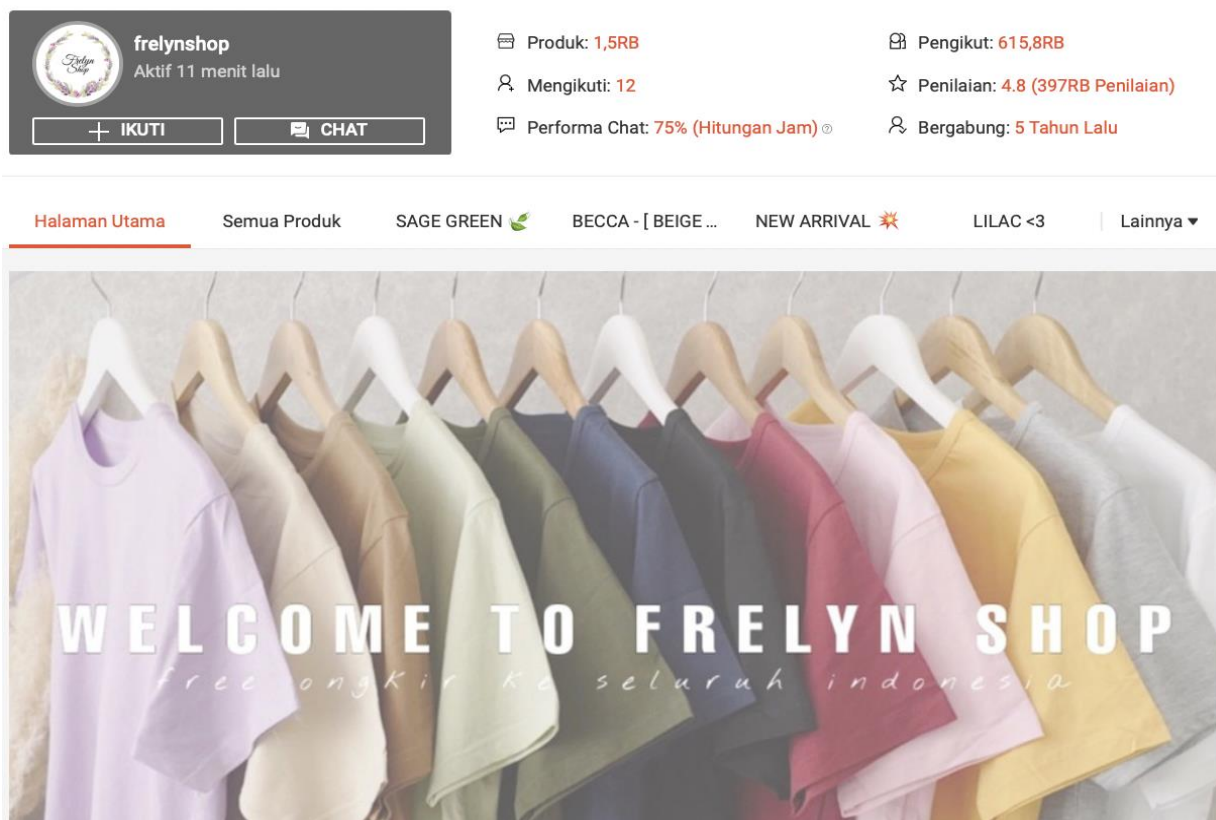 Frelyn
Shop
frelynshop
Aktif 11 menit lalu
IKUTI
CHAT
Produk: 1,5RB
Mengikuti: 12
Performa Chat: 75% (Hitungan Jam)
Pengikut: 615,8RB
Penilaian: 4.8 (397RB Penilaian)
Bergabung: 5 Tahun Lalu
Halaman Utama
Semua Produk
SAGE GREEN 🌿
BECCA - [ BEIGE ...
NEW ARRIVAL 💥
LILAC <3
Lainnya
WELCOME TO FRELYN SHOP
free ongkir ke seluruh indonesia